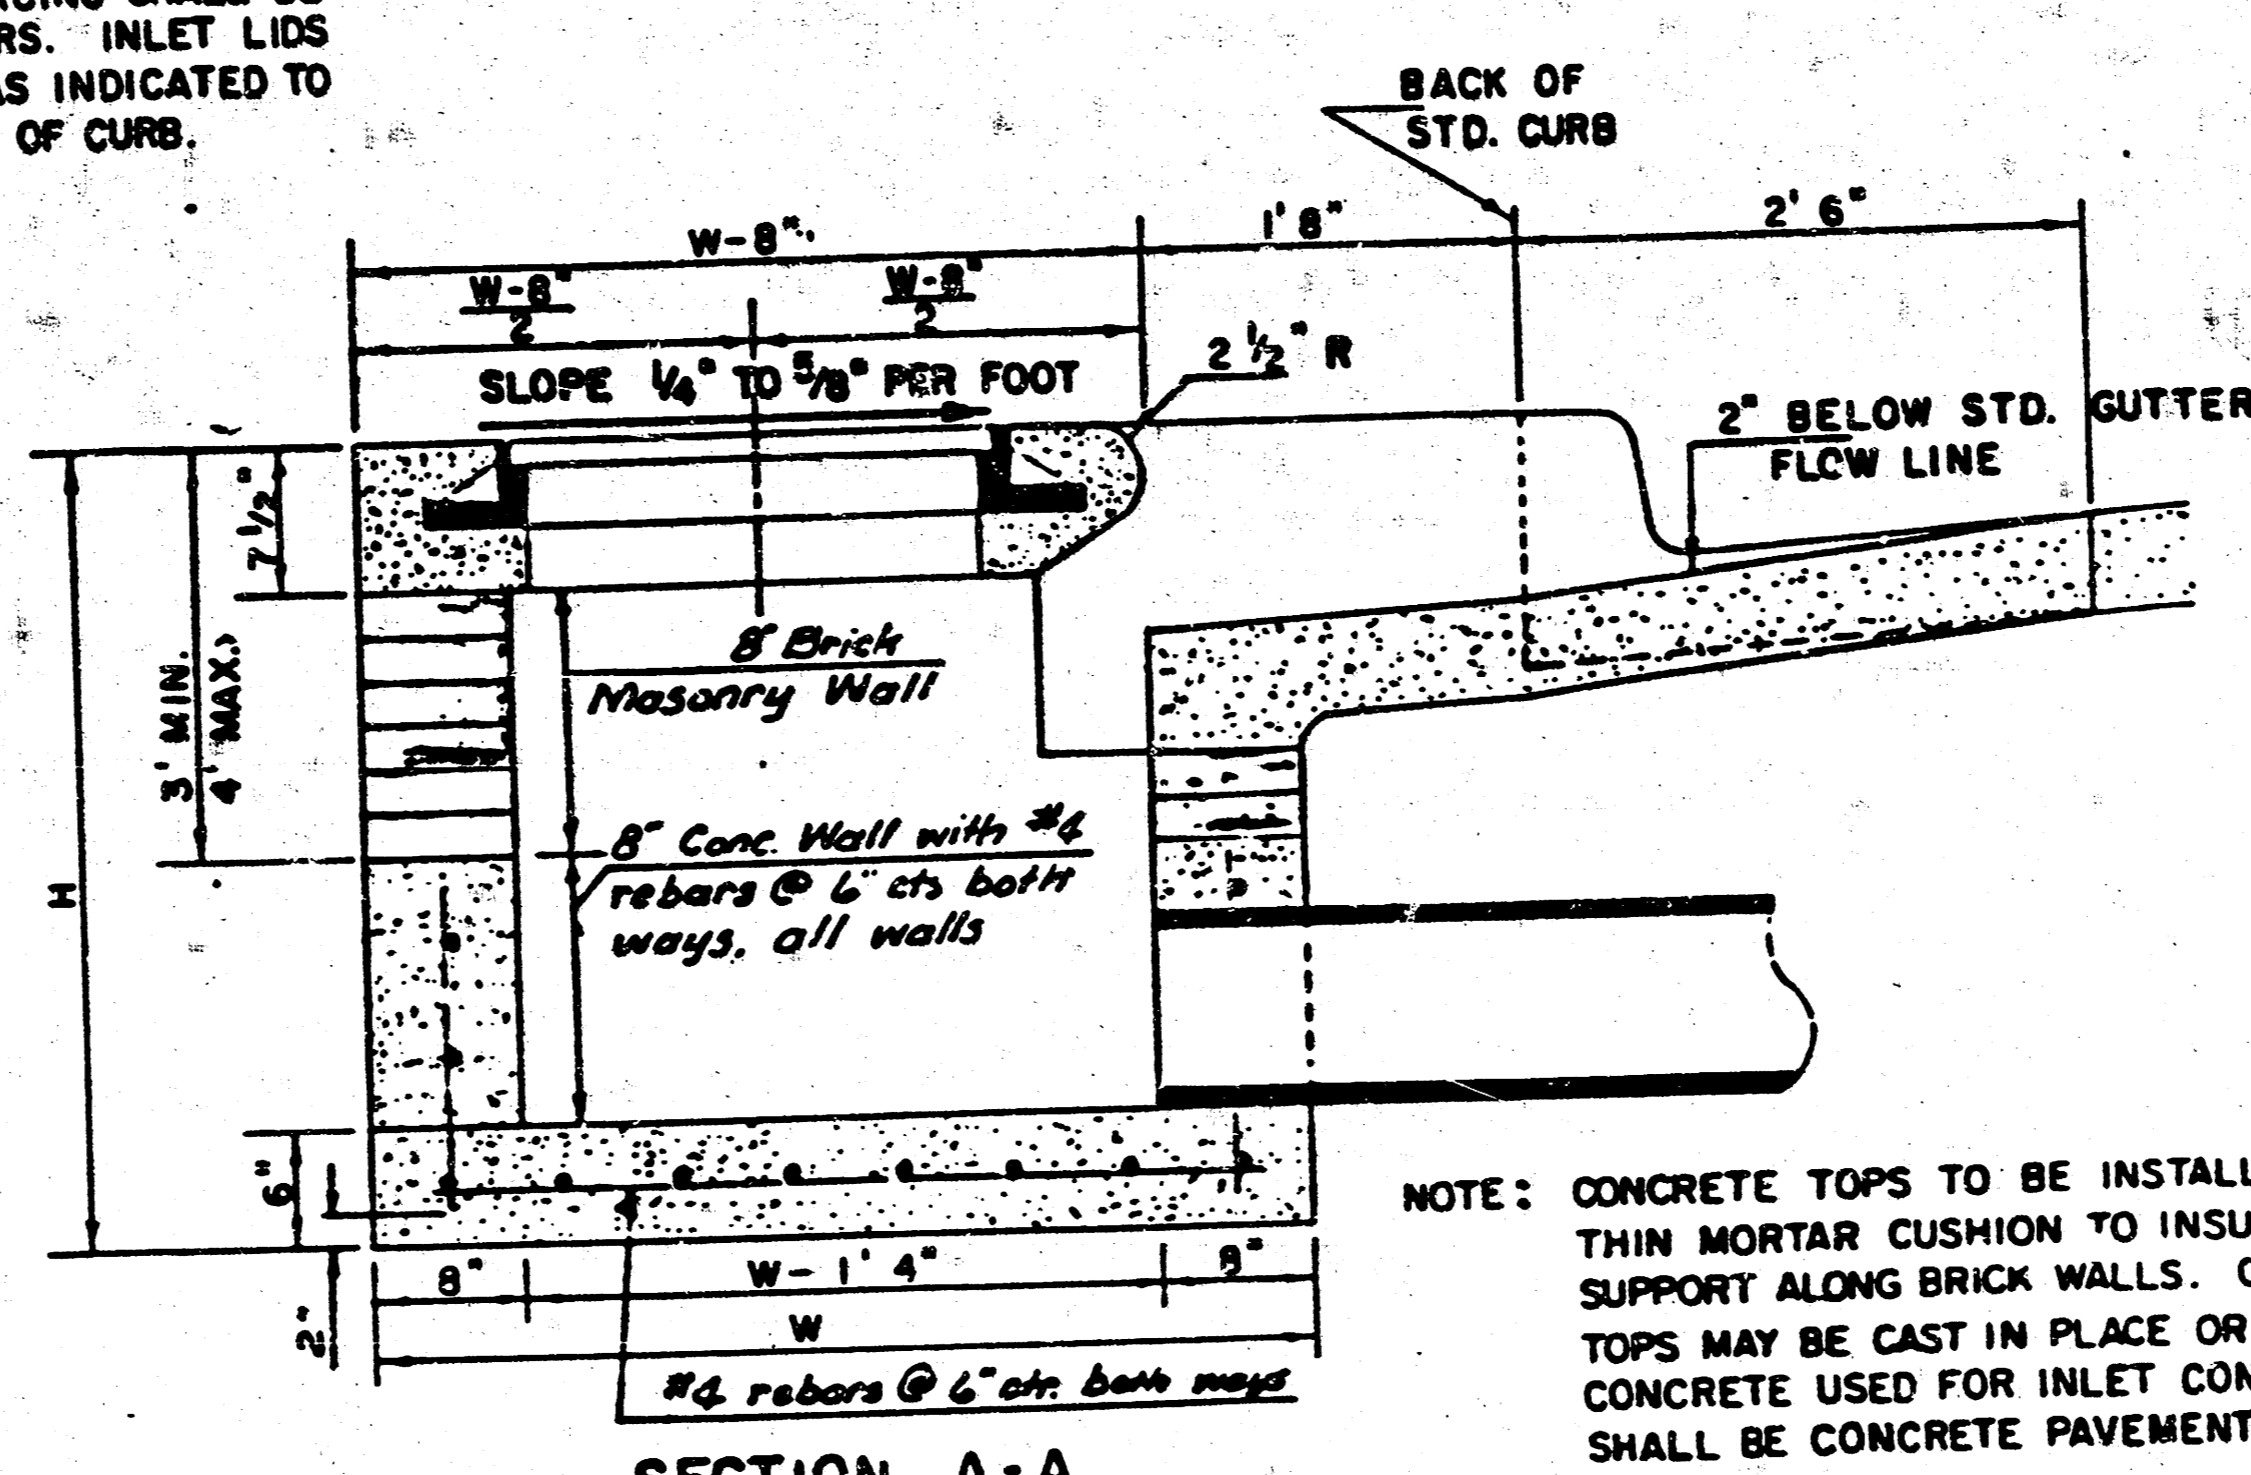 RS. INLET LIDS
AS INDICATED TO
OF CURB.
BACK OF
STD. CURB
W-8"
1' 8"
2' 6"
W-8"
2
W-8"
2
2 1/2" R
SLOPE 1/4" TO 5/8" PER FOOT
2" BELOW STD. GUTTER
FLOW LINE
7 1/2"
3' MIN.
4' MAX.)
H
8" Brick
Masonry Wall
8" Conc. Wall with #4
rebars @ 6" cts both
ways, all walls
6"
2"
8"
W-1' 4"
8"
W
#4 rebars @ 6" ctr. both ways
SECTION A-A
NOTE: CONCRETE TOPS TO BE INSTALL
THIN MORTAR CUSHION TO INSU
SUPPORT ALONG BRICK WALLS.
TOPS MAY BE CAST IN PLACE OR
CONCRETE USED FOR INLET CON
SHALL BE CONCRETE PAVEMENT